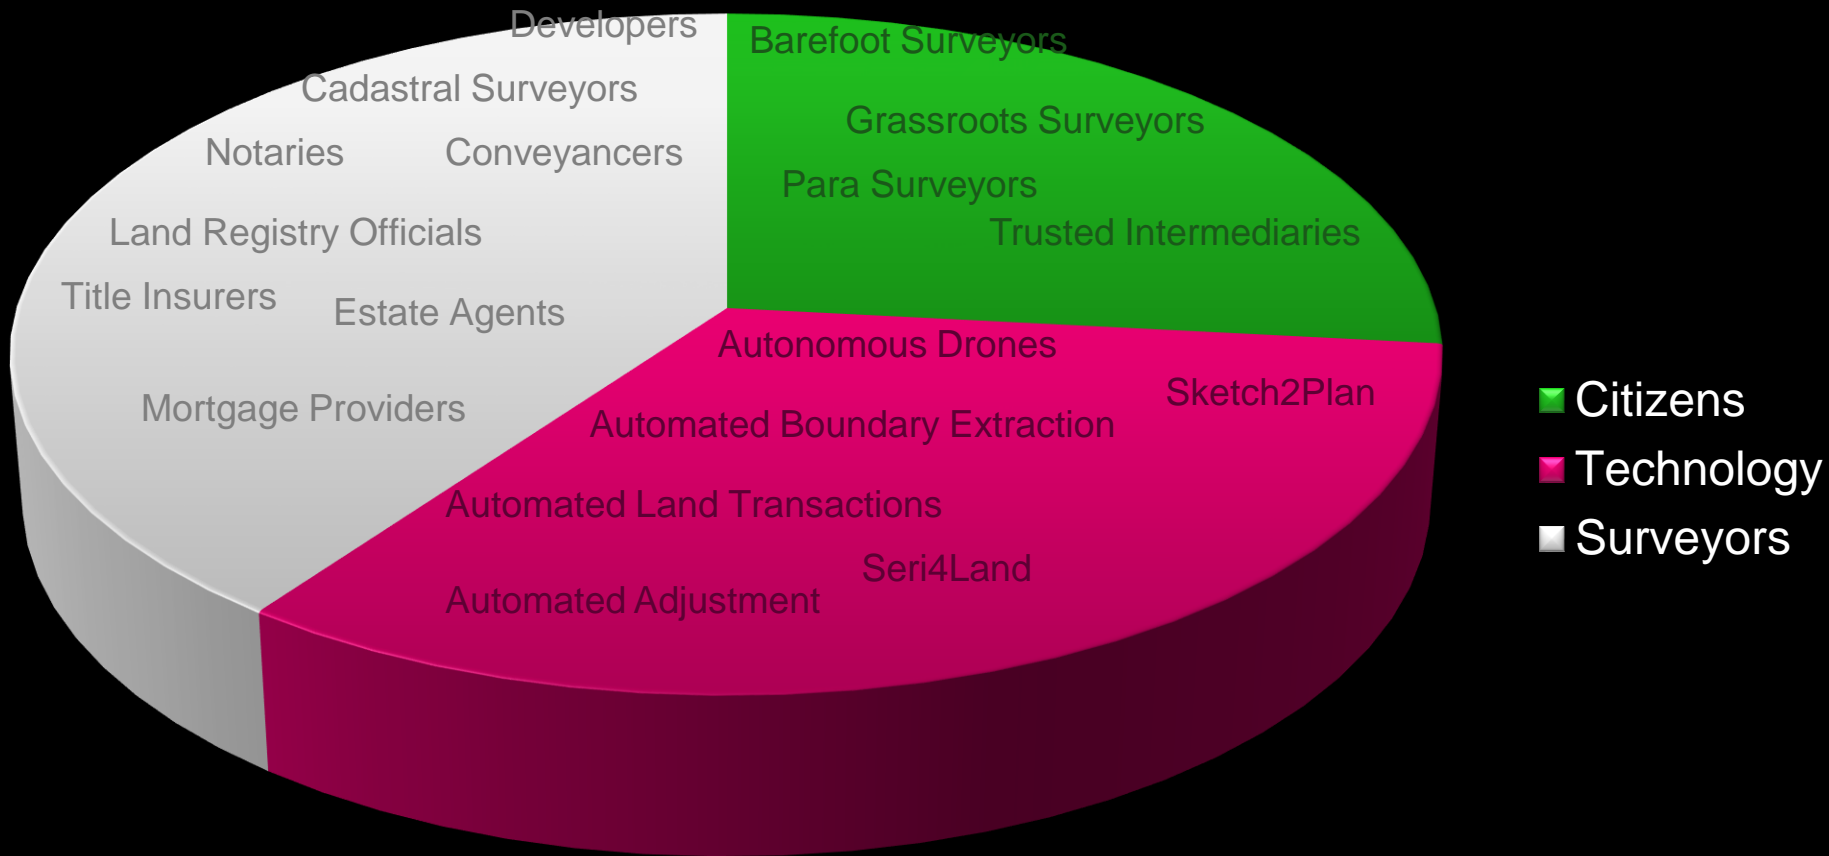 Developers
Barefoot Surveyors
Cadastral Surveyors
Grassroots Surveyors
Notaries
Conveyancers
Para Surveyors
Land Registry Officials
Trusted Intermediaries
Title Insurers
Estate Agents
Autonomous Drones
Sketch2Plan
Mortgage Providers
Automated Boundary Extraction
Automated Land Transactions
Seri4Land
Automated Adjustment
Citizens
Technology
Surveyors